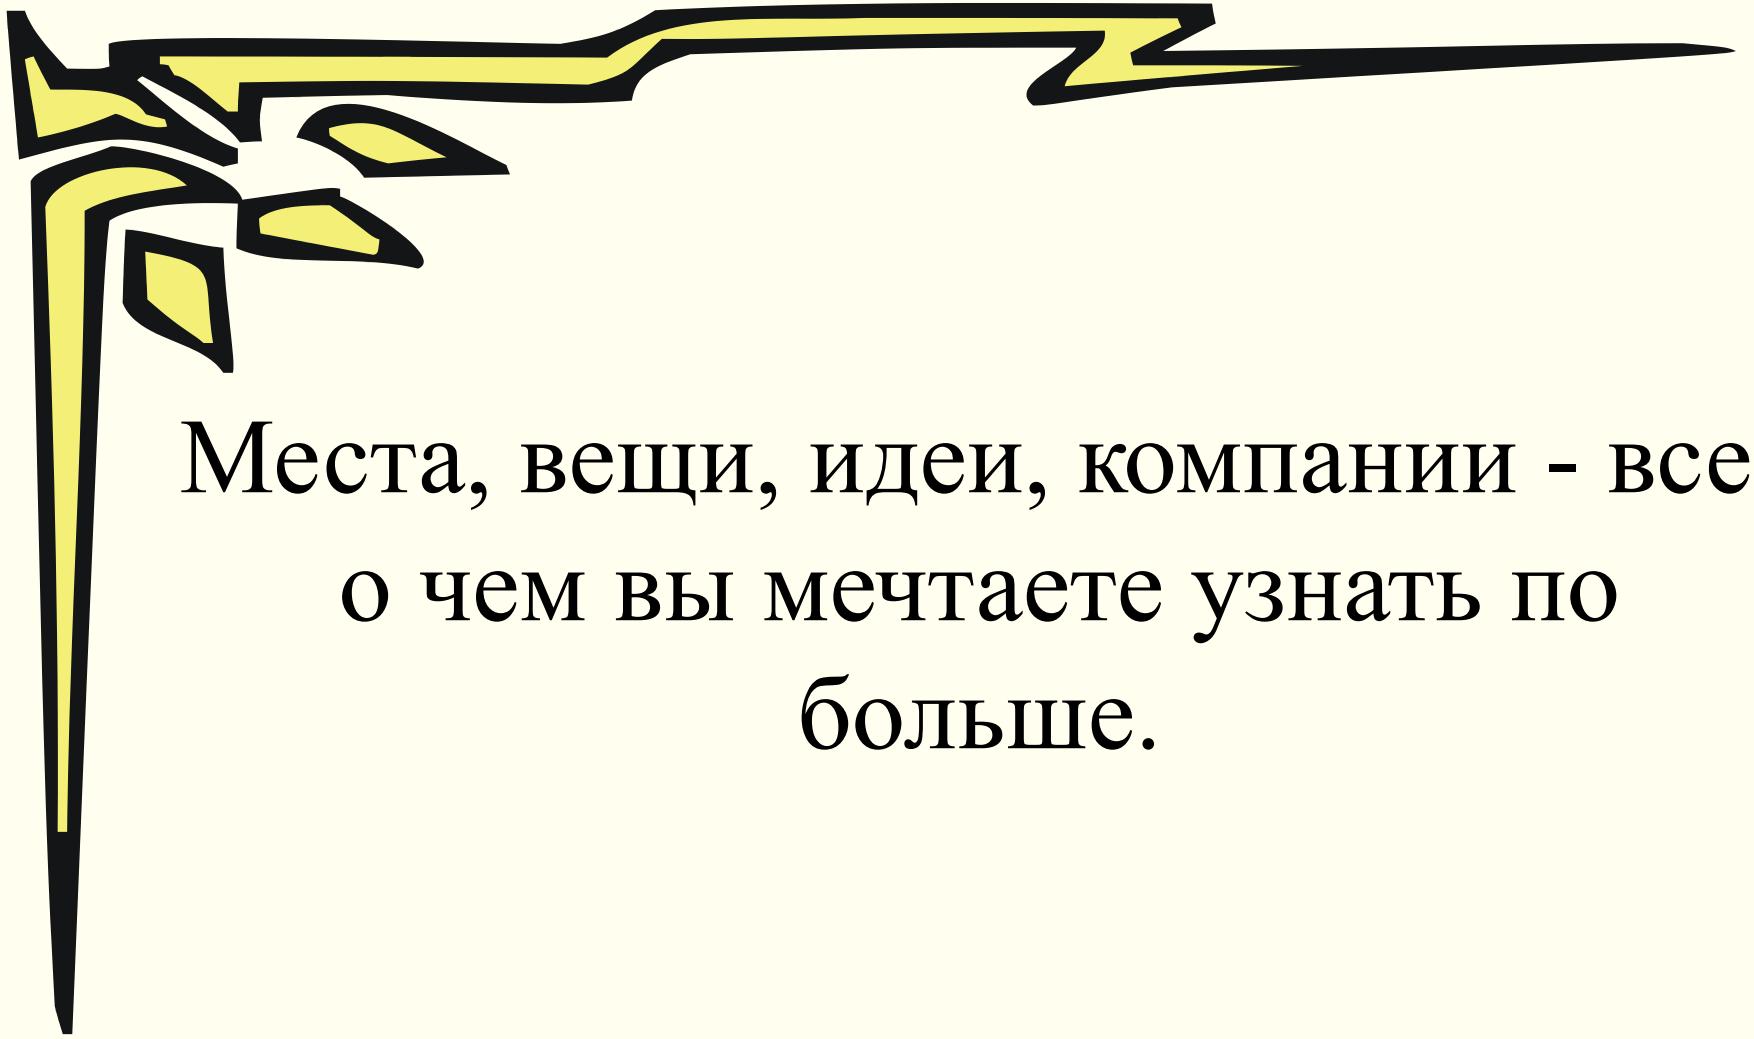 Места, вещи, идеи, компании - все
о чем вы мечтаете узнать по
больше.